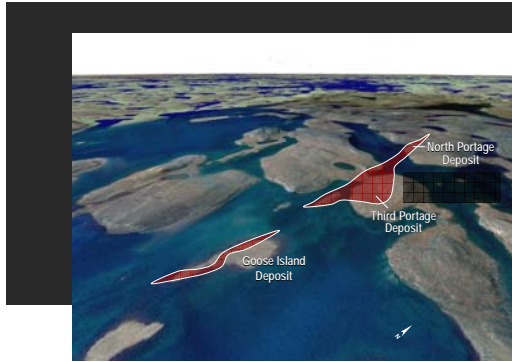 North Portage
Deposit
Third Portage
Deposit
Goose Island
Deposit
N